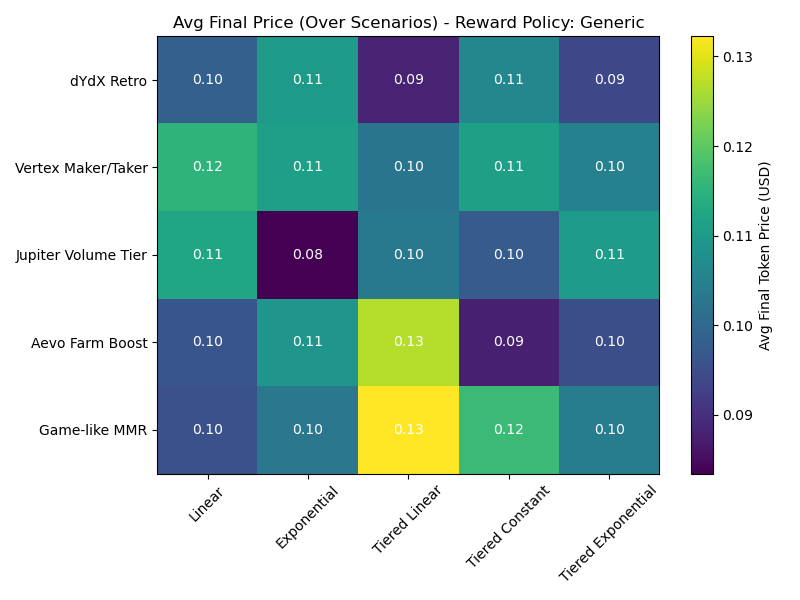 Avg Final Price (Over Scenarios) - Reward Policy: Generic
dYdX Retro 0.10 0.11 0.09 0.11 0.09
Vertex Maker/Taker 0.12 0.11 0.10 0.11 0.10
Jupiter Volume Tier 0.11 0.08 0.10 0.10 0.11
Aevo Farm Boost 0.10 0.11 0.13 0.09 0.10
Game-like MMR 0.10 0.10 0.13 0.12 0.10
Linear Exponential Tiered Linear Tiered Constant Tiered Exponential
0.13
0.12
0.11
0.10
0.09
Avg Final Token Price (USD)